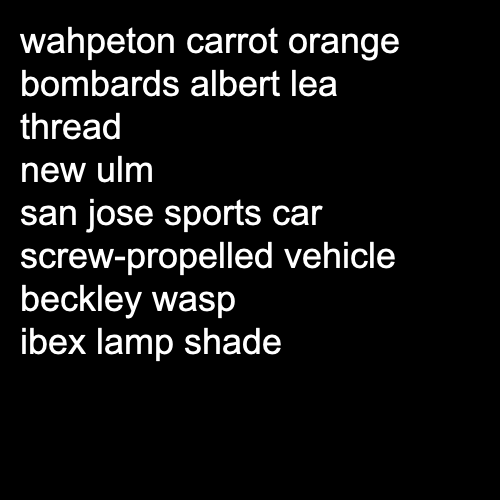 wahpeton carrot orange
bombards albert lea
thread
new ulm
san jose sports car
screw-propelled vehicle
beckley wasp
ibex lamp shade